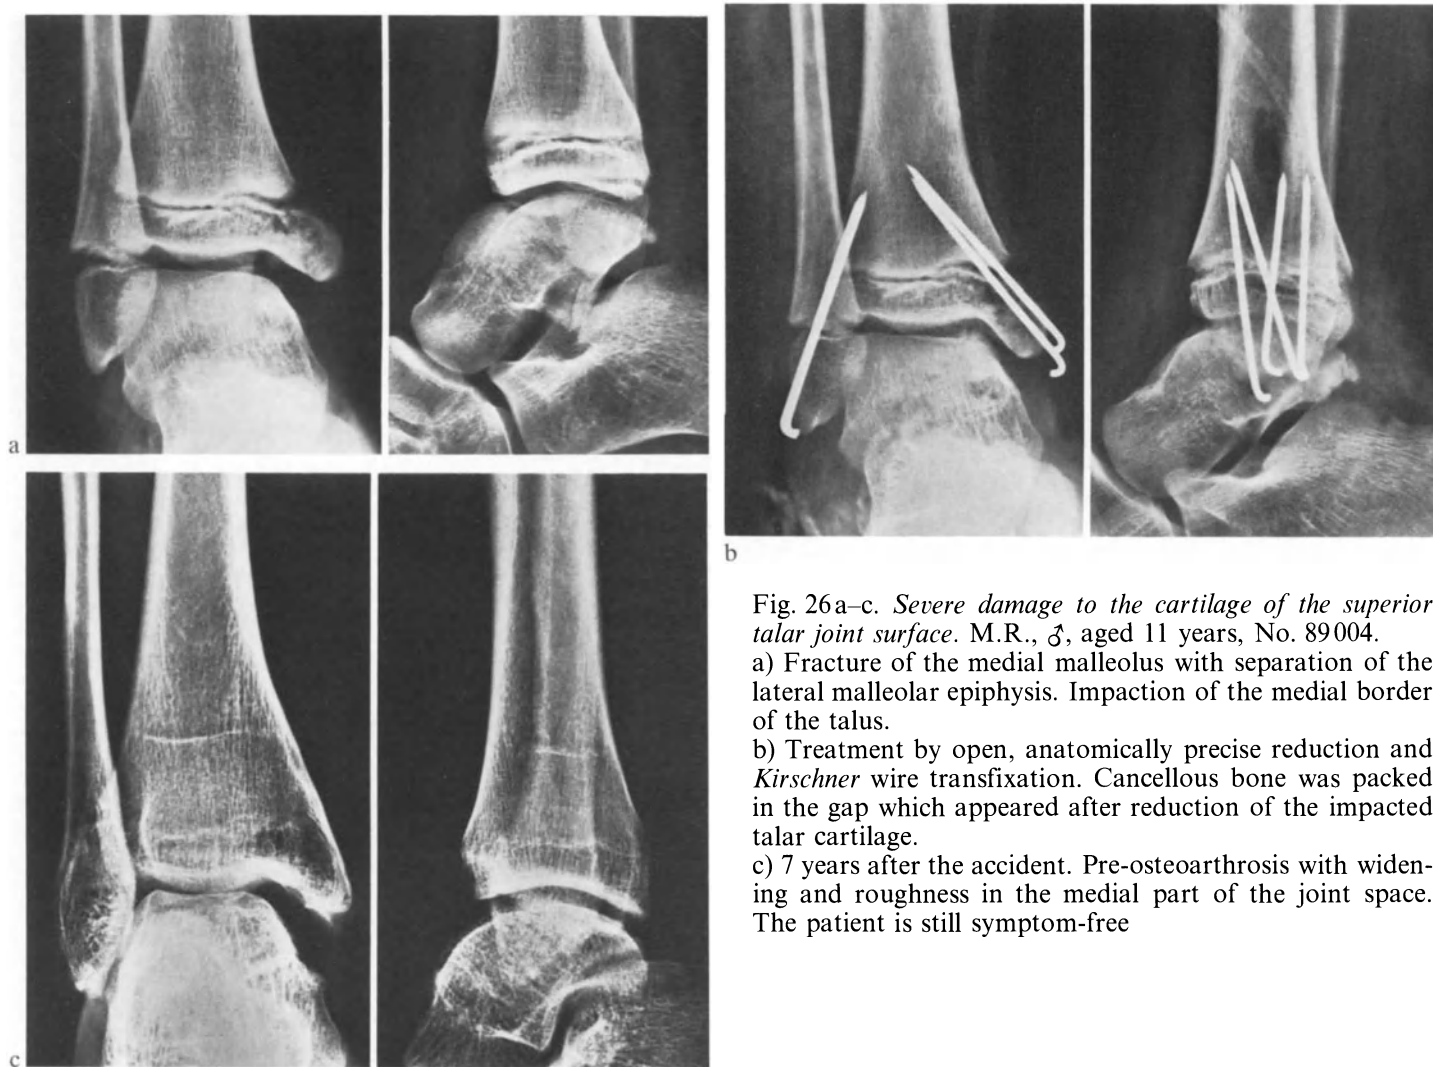 a
b
c
Fig. 26a–c. Severe damage to the cartilage of the superior
talar joint surface. M.R., ♂, aged 11 years, No. 89004.
a) Fracture of the medial malleolus with separation of the
lateral malleolar epiphysis. Impaction of the medial border
of the talus.
b) Treatment by open, anatomically precise reduction and
Kirschner wire transfixation. Cancellous bone was packed
in the gap which appeared after reduction of the impacted
talar cartilage.
c) 7 years after the accident. Pre-osteoarthrosis with widen-
ing and roughness in the medial part of the joint space.
The patient is still symptom-free